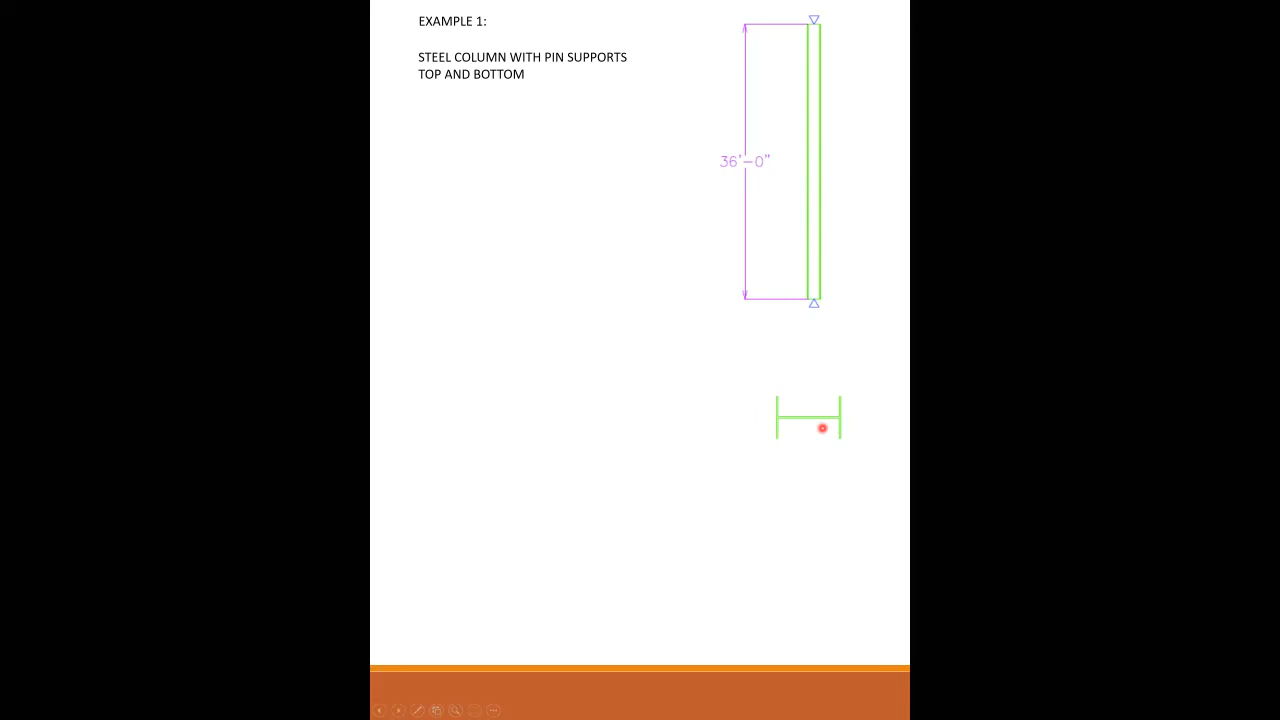 EXAMPLE 1:
STEEL COLUMN WITH PIN SUPPORTS
TOP AND BOTTOM
36'-0"